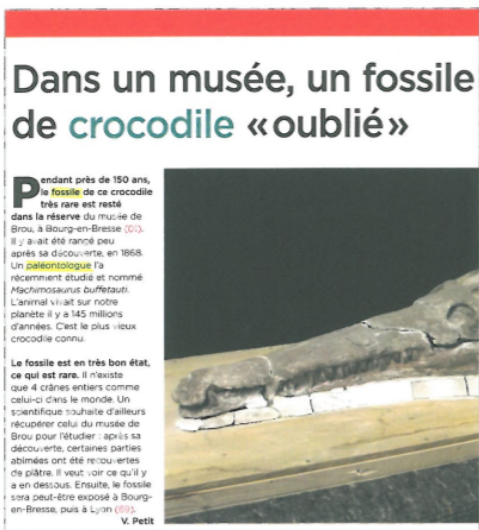 Dans un musée, un fossile
de crocodile «oublié»
Pendant près de 150 ans,
le fossile de ce crocodile
très rare est resté
dans la réserve du musée de
Brou, à Bourg-en-Bresse (01).
Il y avait été rangé peu
après sa découverte, en 1868.
Un paléontologue l'a
récemment étudié et nommé
Machimosaurus buffetauti.
L'animal vivait sur notre
planète il y a 145 millions
d'années. C'est le plus vieux
crocodile connu.
Le fossile est en très bon état,
ce qui est rare. Il n'existe
que 4 crânes entiers comme
celui-ci dans le monde. Un
scientifique souhaite d'ailleurs
récupérer celui du musée de
Brou pour l'étudier : après sa
découverte, certaines parties
abîmées ont été recouvertes
de plâtre. Il veut voir ce qu'il y
a en dessous. Ensuite, le fossile
sera peut-être exposé à Bourg-
en-Bresse, puis à Lyon (69).
V. Petit